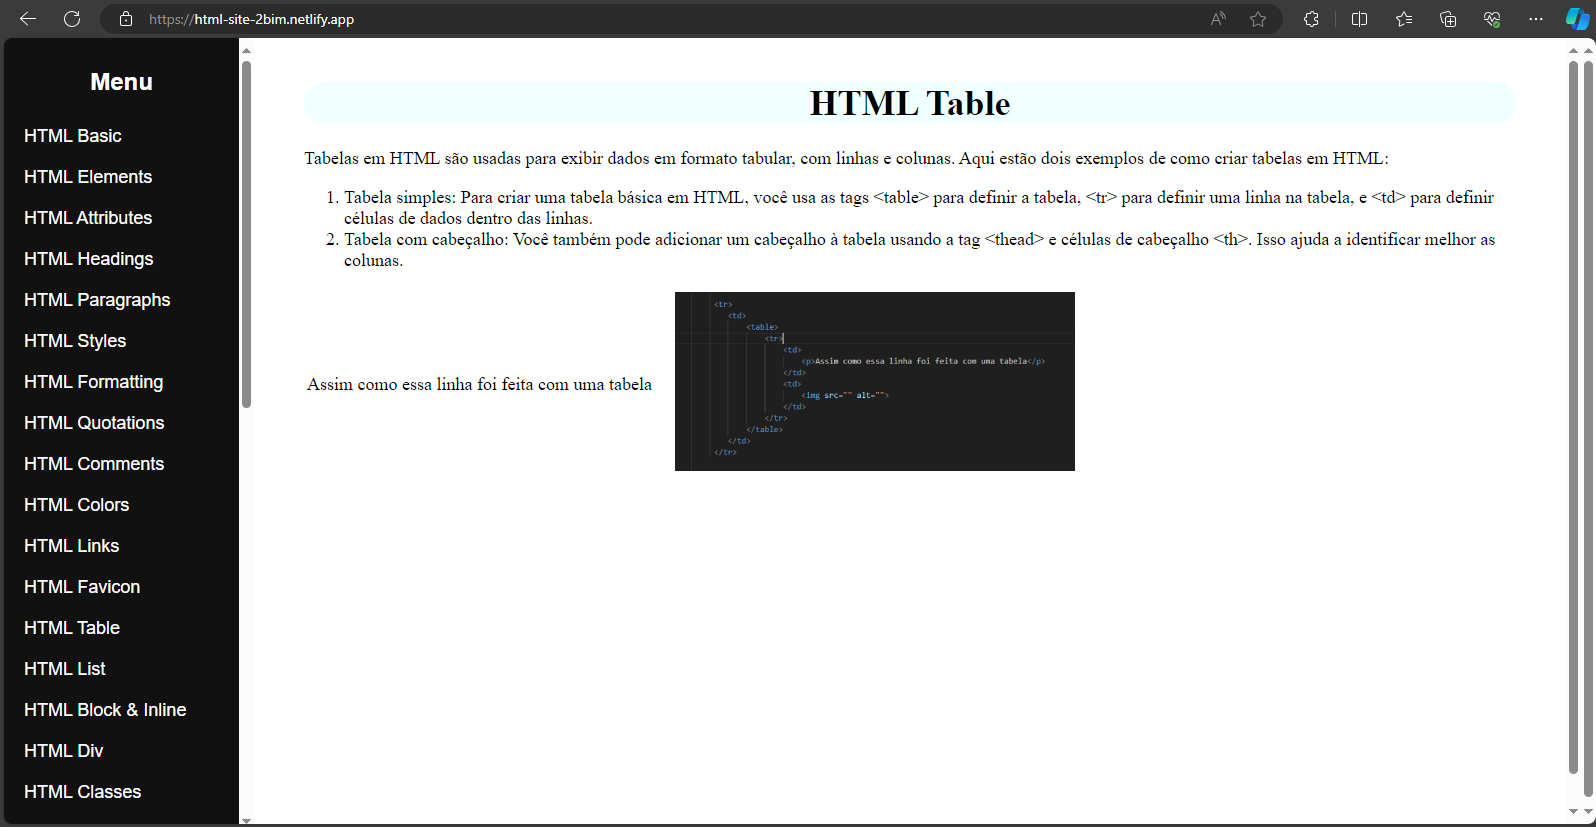 https://html-site-2bim.netlify.app
Menu
HTML Basic
HTML Elements
HTML Attributes
HTML Headings
HTML Paragraphs
HTML Styles
HTML Formatting
HTML Quotations
HTML Comments
HTML Colors
HTML Links
HTML Favicon
HTML Table
HTML List
HTML Block & Inline
HTML Div
HTML Classes
HTML Table
Tabelas em HTML são usadas para exibir dados em formato tabular, com linhas e colunas. Aqui estão dois exemplos de como criar tabelas em HTML:
1. Tabela simples: Para criar uma tabela básica em HTML, você usa as tags <table> para definir a tabela, <tr> para definir uma linha na tabela, e <td> para definir
células de dados dentro das linhas.
2. Tabela com cabeçalho: Você também pode adicionar um cabeçalho à tabela usando a tag <thead> e células de cabeçalho <th>. Isso ajuda a identificar melhor as
colunas.
Assim como essa linha foi feita com uma tabela
<tr>
<td>
<table>
<tr>
<td>
<p>Assim como essa linha foi feita com uma tabela</p>
</td>
<td>
<img src="" alt="">
</td>
</tr>
</table>
</td>
</tr>